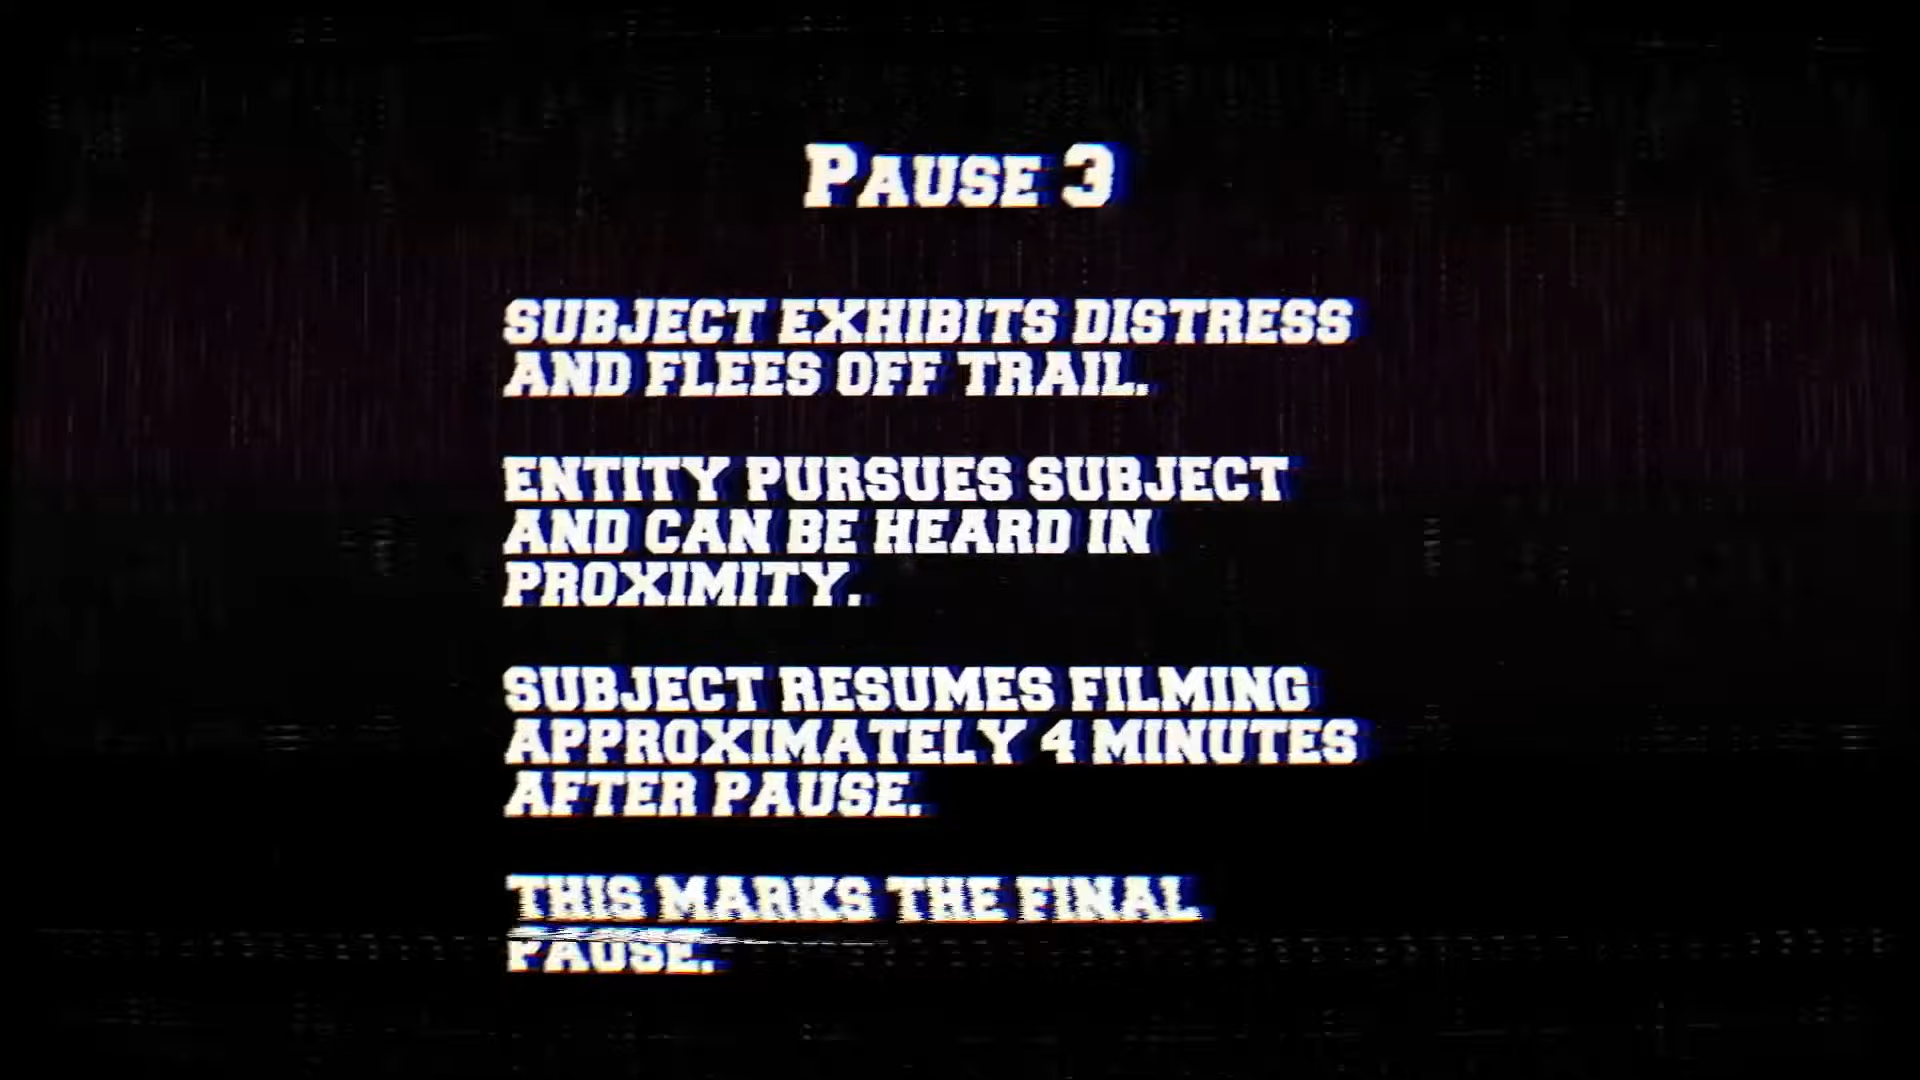 PAUSE 3
SUBJECT EXHIBITS DISTRESS
AND FLEES OFF TRAIL.
ENTITY PURSUES SUBJECT
AND CAN BE HEARD IN
PROXIMITY.
SUBJECT RESUMES FILMING
APPROXIMATELY 4 MINUTES
AFTER PAUSE.
THIS MARKS THE FINAL
PAUSE.